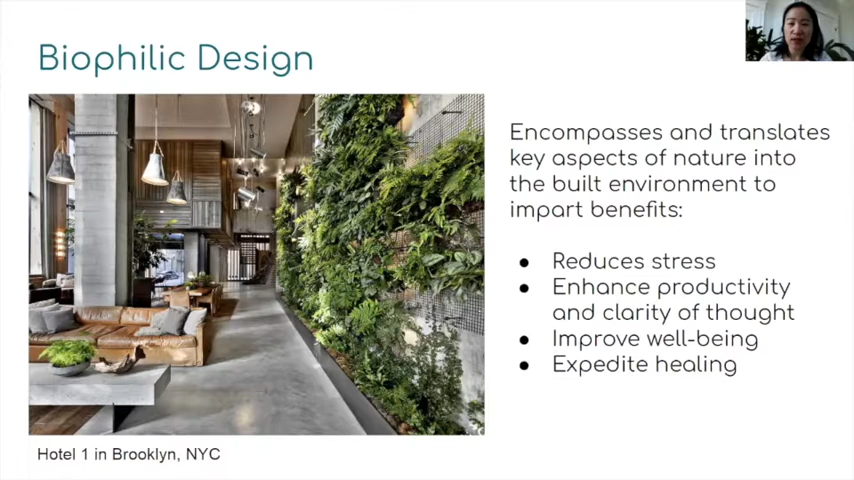 Biophilic Design
Encompasses and translates
key aspects of nature into
the built environment to
impart benefits:
● Reduces stress
● Enhance productivity
and clarity of thought
● Improve well-being
● Expedite healing
Hotel 1 in Brooklyn, NYC